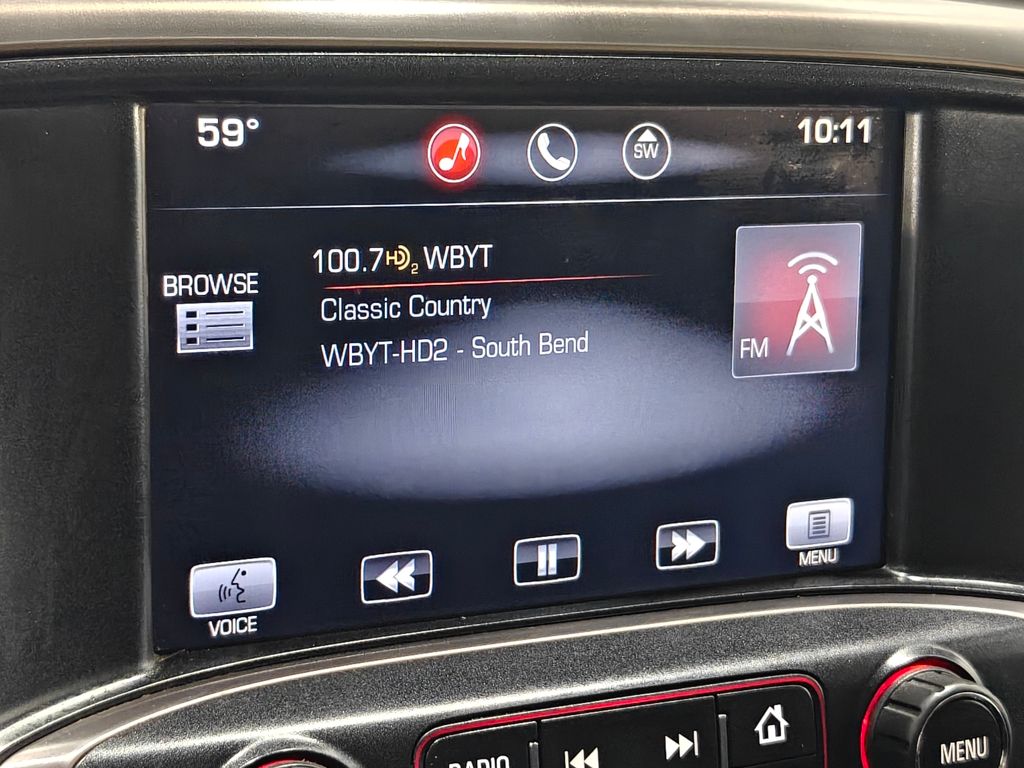 59°
SW
10:11
100.7 HD2 WBYT
BROWSE
Classic Country
WBYT-HD2 - South Bend
FM
VOICE
MENU
RADIO
MENU